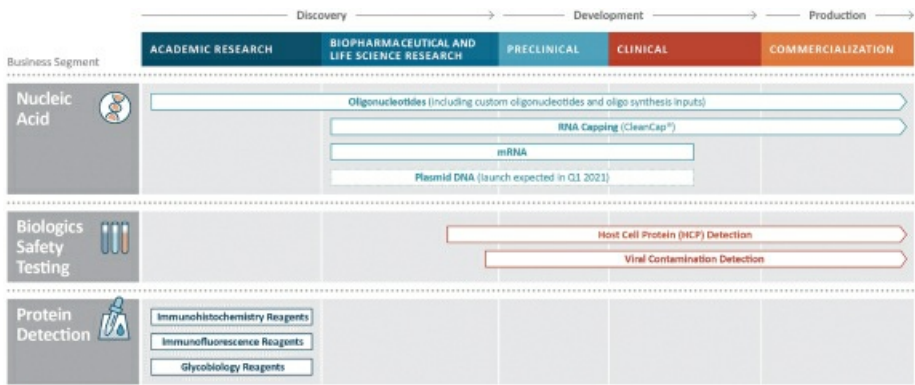 Discovery
Development
Production
Business Segment
ACADEMIC RESEARCH
BIOPHARMACEUTICAL AND
LIFE SCIENCE RESEARCH
PRECLINICAL
CLINICAL
COMMERCIALIZATION
Nucleic
Acid
Oligonucleotides (including custom oligonucleotides and oligo synthesis inputs)
RNA Capping (CleanCap®)
mRNA
Plasmid DNA (launch expected in Q1 2021)
Biologics
Safety
Testing
Host Cell Protein (HCP) Detection
Viral Contamination Detection
Protein
Detection
Immunohistochemistry Reagents
Immunofluorescence Reagents
Glycobiology Reagents